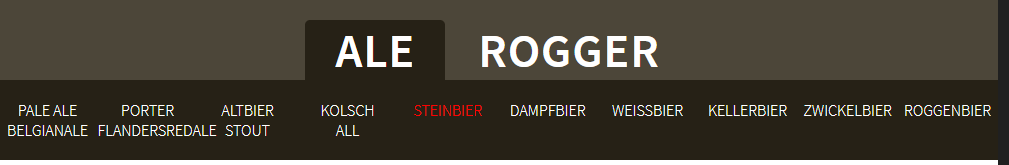 ALE ROGGER
PALE ALE PORTER ALTBIER KOLSCH STEINBIER DAMPFBIER WEISSBIER KELLERBIER ZWICKELBIER ROGGENBIER
BELGIANALE FLANDERSREDALE STOUT ALL